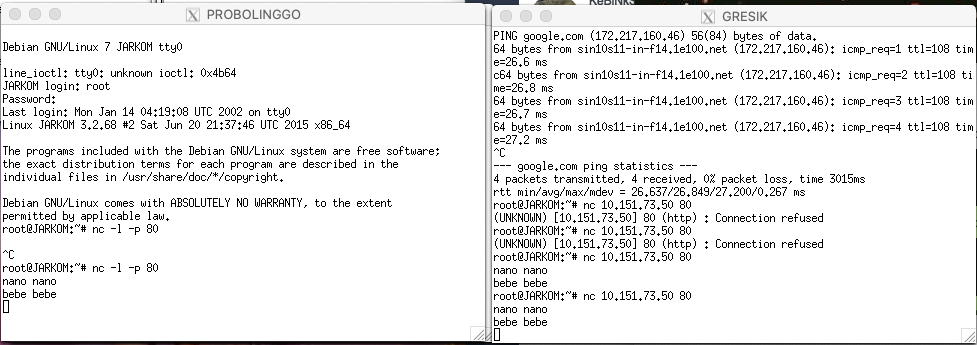 KeBinks
PROBOLINGGO
Debian GNU/Linux 7 JARKOM tty0
line_ioctl: tty0: unknown ioctl: 0x4b64
JARKOM login: root
Password:
Last login: Mon Jan 14 04:19:08 UTC 2002 on tty0
Linux JARKOM 3.2.68 #2 Sat Jun 20 21:37:46 UTC 2015 x86_64
The programs included with the Debian GNU/Linux system are free software;
the exact distribution terms for each program are described in the
individual files in /usr/share/doc/*/copyright.
Debian GNU/Linux comes with ABSOLUTELY NO WARRANTY, to the extent
permitted by applicable law.
root@JARKOM:~# nc -l -p 80
^C
root@JARKOM:~# nc -l -p 80
nano nano
bebe bebe
GRESIK
PING google.com (172.217.160.46) 56(84) bytes of data.
64 bytes from sin10s11-in-f14.1e100.net (172.217.160.46): icmp_req=1 ttl=108 tim
e=26.6 ms
c64 bytes from sin10s11-in-f14.1e100.net (172.217.160.46): icmp_req=2 ttl=108 ti
me=26.8 ms
64 bytes from sin10s11-in-f14.1e100.net (172.217.160.46): icmp_req=3 ttl=108 tim
e=26.7 ms
64 bytes from sin10s11-in-f14.1e100.net (172.217.160.46): icmp_req=4 ttl=108 tim
e=27.2 ms
^C
--- google.com ping statistics ---
4 packets transmitted, 4 received, 0% packet loss, time 3015ms
rtt min/avg/max/mdev = 26.637/26.849/27.200/0.267 ms
root@JARKOM:~# nc 10.151.73.50 80
(UNKNOWN) [10.151.73.50] 80 (http) : Connection refused
root@JARKOM:~# nc 10.151.73.50 80
(UNKNOWN) [10.151.73.50] 80 (http) : Connection refused
root@JARKOM:~# nc 10.151.73.50 80
nano nano
bebe bebe
root@JARKOM:~# nc 10.151.73.50 80
nano nano
bebe bebe